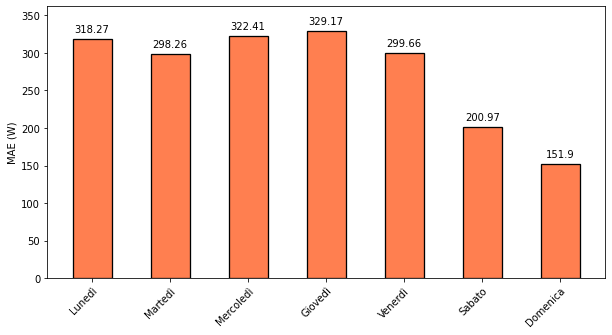 350
300
250
200
150
100
50
0
MAE (W)
318.27
298.26
322.41
329.17
299.66
200.97
151.9
Lunedì
Martedì
Mercoledì
Giovedì
Venerdì
Sabato
Domenica